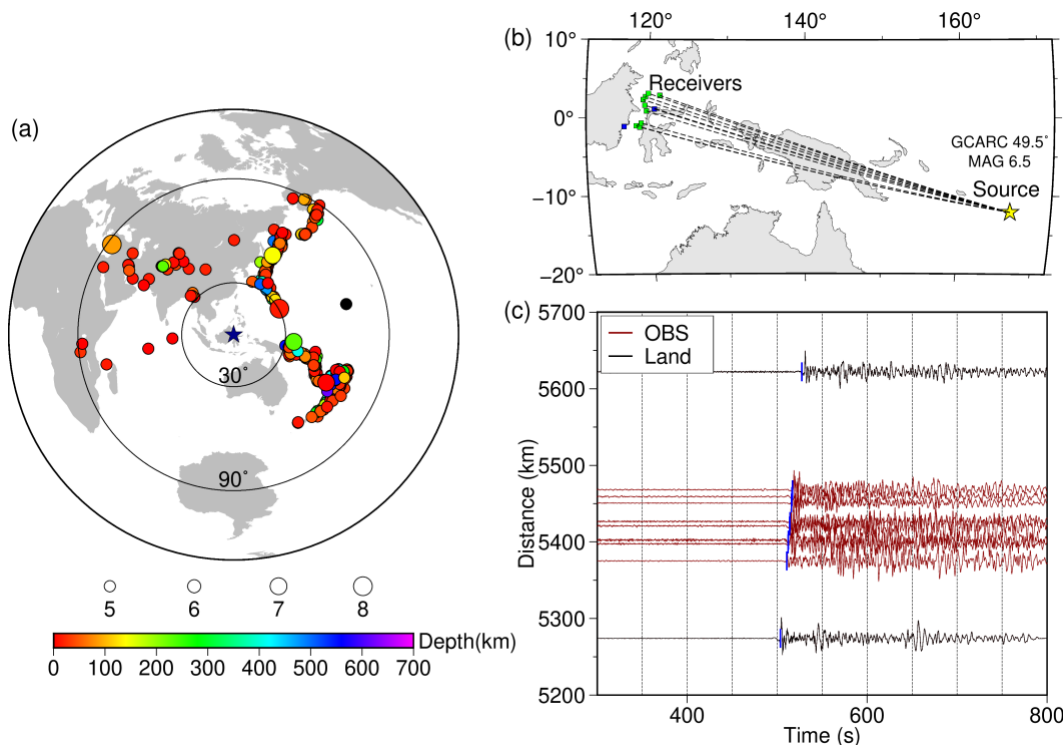 (a)
30°
90°
5 6 7 8
Depth(km)
0 100 200 300 400 500 600 700
(b)
120° 140° 160°
10°
0°
−10°
−20°
Receivers
GCARC 49.5°
MAG 6.5
Source
(c)
5700
5600
5500
5400
5300
5200
Distance (km)
OBS
Land
400 600 800
Time (s)